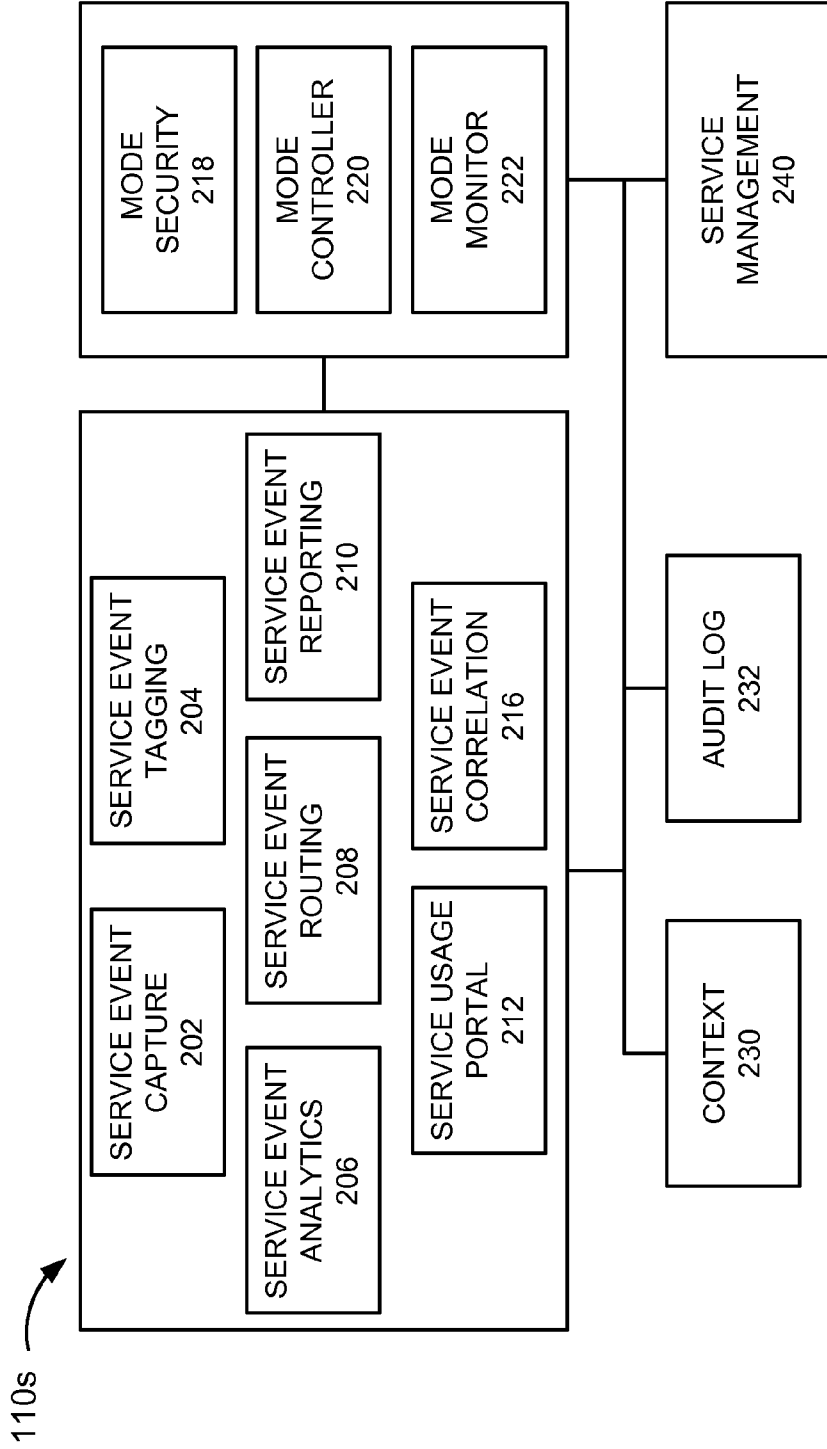 110s
SERVICE EVENT
CAPTURE
202
SERVICE EVENT
TAGGING
204
SERVICE EVENT
ANALYTICS
206
SERVICE EVENT
ROUTING
208
SERVICE EVENT
REPORTING
210
SERVICE USAGE
PORTAL
212
SERVICE EVENT
CORRELATION
216
MODE
SECURITY
218
MODE
CONTROLLER
220
MODE
MONITOR
222
CONTEXT
230
AUDIT LOG
232
SERVICE
MANAGEMENT
240